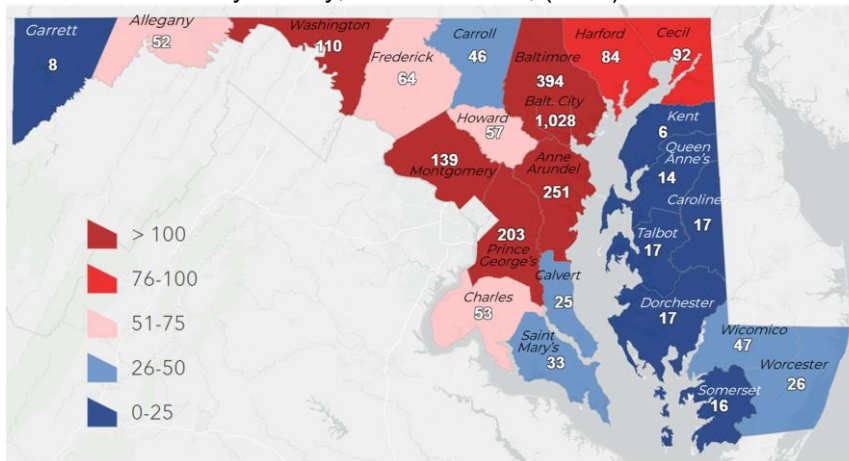 Garrett
8
Allegany
52
Washington
110
Frederick
64
Carroll
46
Baltimore
394
Harford
84
Cecil
92
Balt. City
1,028
Howard
57
Montgomery
139
Anne
Arundel
251
Kent
6
Queen
Anne's
14
Caroline
17
Talbot
17
203
Prince
George's
Calvert
25
Charles
53
Saint
Mary's
33
Dorchester
17
Wicomico
47
Worcester
26
Somerset
16
> 100
76-100
51-75
26-50
0-25